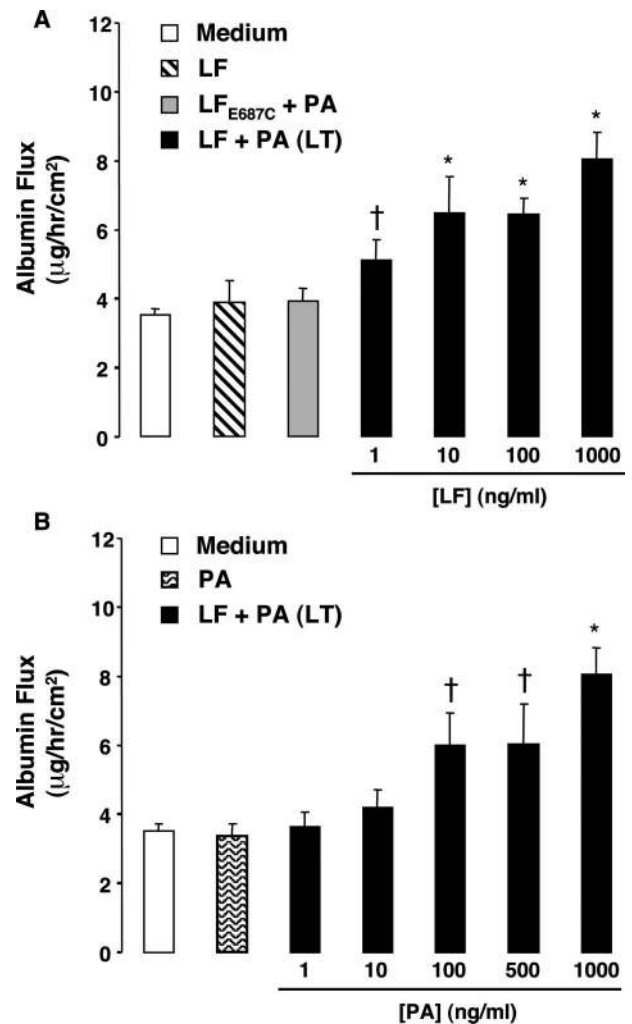 A
Medium
LF
LF_E687C + PA
LF + PA (LT)
Albumin Flux
(µg/hr/cm²)
12
10
8
6
4
2
0
†
*
*
*
1 10 100 1000
[LF] (ng/ml)
B
Medium
PA
LF + PA (LT)
Albumin Flux
(µg/hr/cm²)
12
10
8
6
4
2
0
†
†
*
1 10 100 500 1000
[PA] (ng/ml)